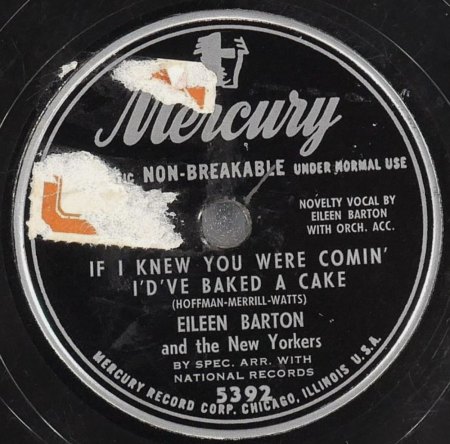 Mercury
NON-BREAKABLE UNDER NORMAL USE
NOVELTY VOCAL BY
EILEEN BARTON
WITH ORCH. ACC.
IF I KNEW YOU WERE COMIN'
I'D'VE BAKED A CAKE
(HOFFMAN-MERRILL-WATTS)
EILEEN BARTON
and the New Yorkers
BY SPEC. ARR. WITH
NATIONAL RECORDS
5392
MERCURY RECORD CORP. CHICAGO, ILLINOIS, U.S.A.